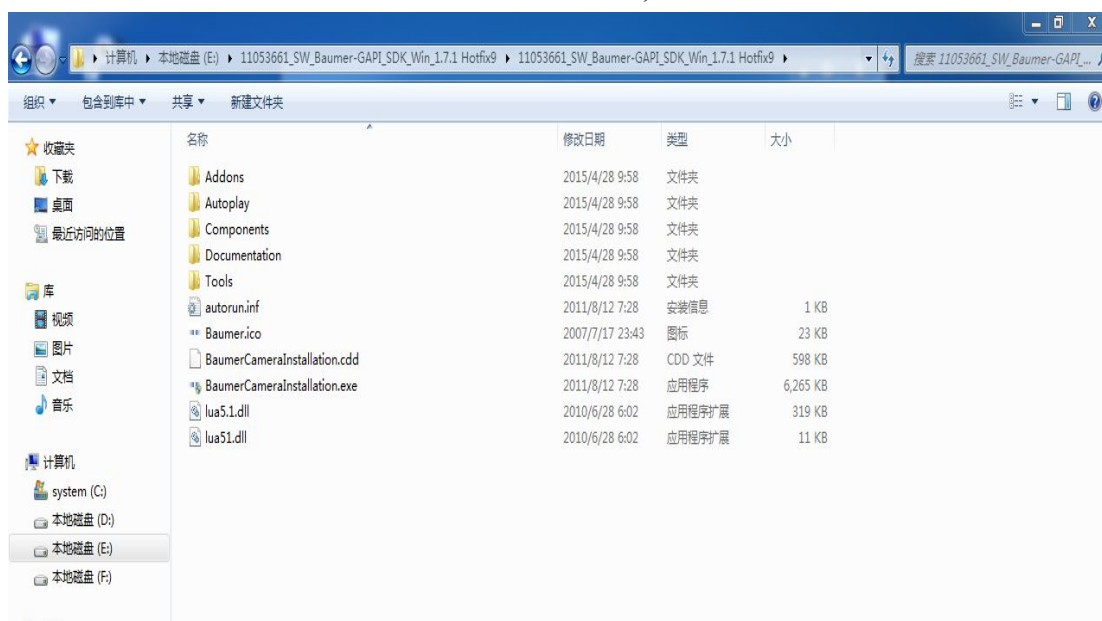 计算机 本地磁盘 (E:) 11053661_SW_Baumer-GAPI_SDK_Win_1.7.1 Hotfix9 11053661_SW_Baumer-GAPI_SDK_Win_1.7.1 Hotfix9 搜索 11053661_SW_Baumer-GAPI_...
组织 包含到库中 共享 新建文件夹
名称 修改日期 类型 大小
收藏夹
下载
桌面
最近访问的位置
库
视频
图片
文档
音乐
计算机
system (C:)
本地磁盘 (D:)
本地磁盘 (E:)
本地磁盘 (F:)
Addons 2015/4/28 9:58 文件夹
Autoplay 2015/4/28 9:58 文件夹
Components 2015/4/28 9:58 文件夹
Documentation 2015/4/28 9:58 文件夹
Tools 2015/4/28 9:58 文件夹
autorun.inf 2011/8/12 7:28 安装信息 1 KB
Baumer.ico 2007/7/17 23:43 图标 23 KB
BaumerCameraInstallation.cdd 2011/8/12 7:28 CDD 文件 598 KB
BaumerCameraInstallation.exe 2011/8/12 7:28 应用程序 6,265 KB
lua5.1.dll 2010/6/28 6:02 应用程序扩展 319 KB
lua51.dll 2010/6/28 6:02 应用程序扩展 11 KB